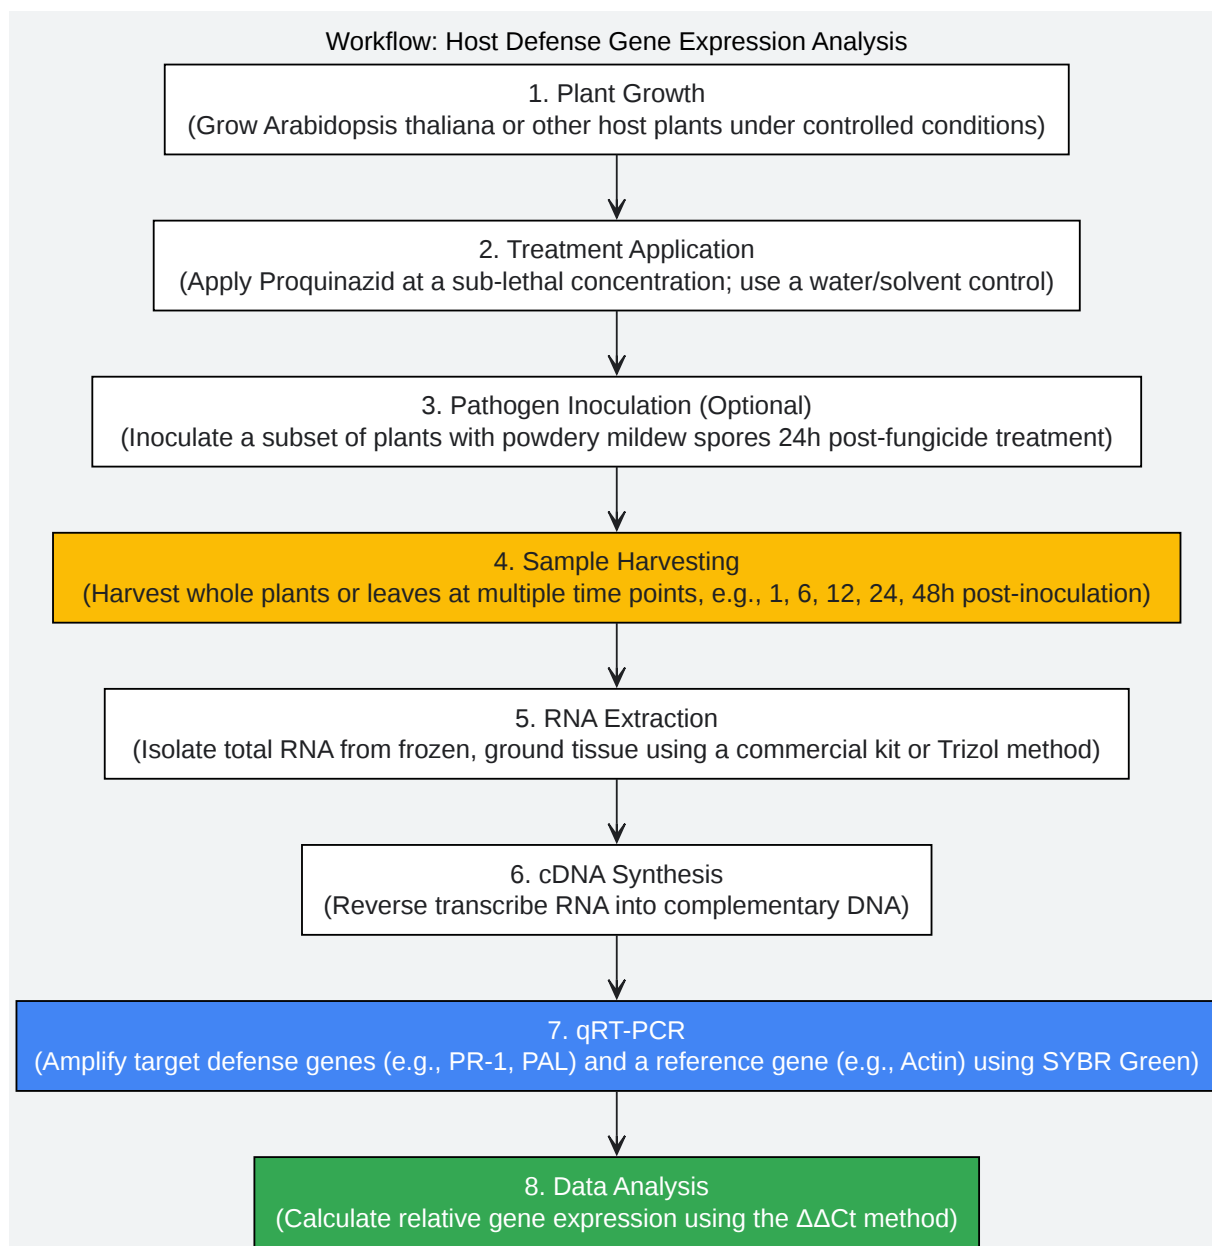 Workflow: Host Defense Gene Expression Analysis
1. Plant Growth
(Grow Arabidopsis thaliana or other host plants under controlled conditions)
2. Treatment Application
(Apply Proquinazid at a sub-lethal concentration; use a water/solvent control)
3. Pathogen Inoculation (Optional)
(Inoculate a subset of plants with powdery mildew spores 24h post-fungicide treatment)
4. Sample Harvesting
(Harvest whole plants or leaves at multiple time points, e.g., 1, 6, 12, 24, 48h post-inoculation)
5. RNA Extraction
(Isolate total RNA from frozen, ground tissue using a commercial kit or Trizol method)
6. cDNA Synthesis
(Reverse transcribe RNA into complementary DNA)
7. qRT-PCR
(Amplify target defense genes (e.g., PR-1, PAL) and a reference gene (e.g., Actin) using SYBR Green)
8. Data Analysis
(Calculate relative gene expression using the ΔΔCt method)